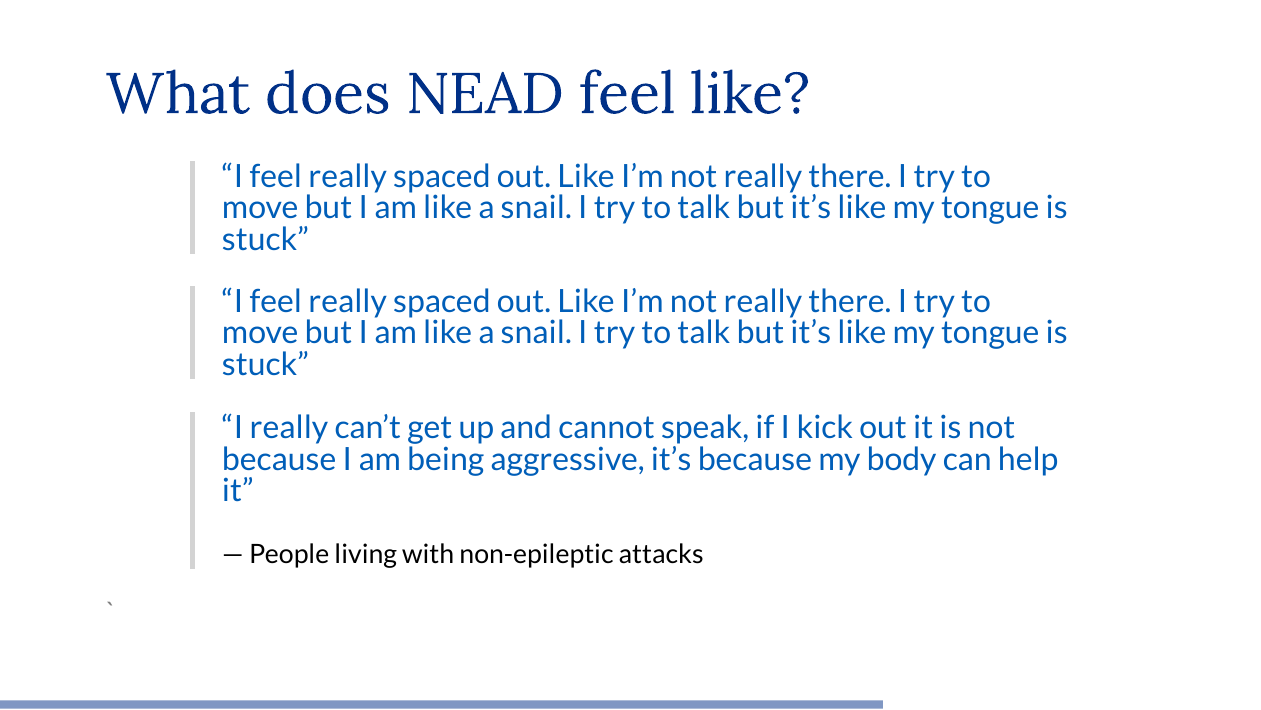 What does NEAD feel like?
“I feel really spaced out. Like I’m not really there. I try to
move but I am like a snail. I try to talk but it’s like my tongue is
stuck”
“I feel really spaced out. Like I’m not really there. I try to
move but I am like a snail. I try to talk but it’s like my tongue is
stuck”
“I really can’t get up and cannot speak, if I kick out it is not
because I am being aggressive, it’s because my body can help
it”
— People living with non-epileptic attacks
`